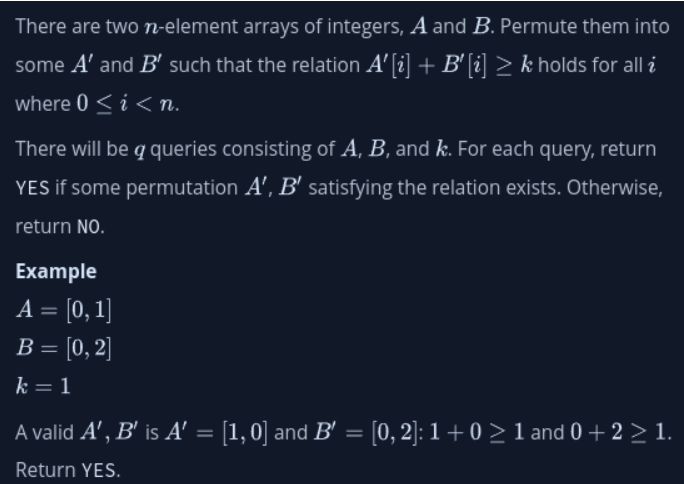 There are two n-element arrays of integers, A and B. Permute them into
some A′ and B′ such that the relation A′[i] + B′[i] ≥ k holds for all i
where 0 ≤ i < n.
There will be q queries consisting of A, B, and k. For each query, return
YES if some permutation A′, B′ satisfying the relation exists. Otherwise,
return NO.
Example
A = [0, 1]
B = [0, 2]
k = 1
A valid A′, B′ is A′ = [1, 0] and B′ = [0, 2]: 1 + 0 ≥ 1 and 0 + 2 ≥ 1.
Return YES.